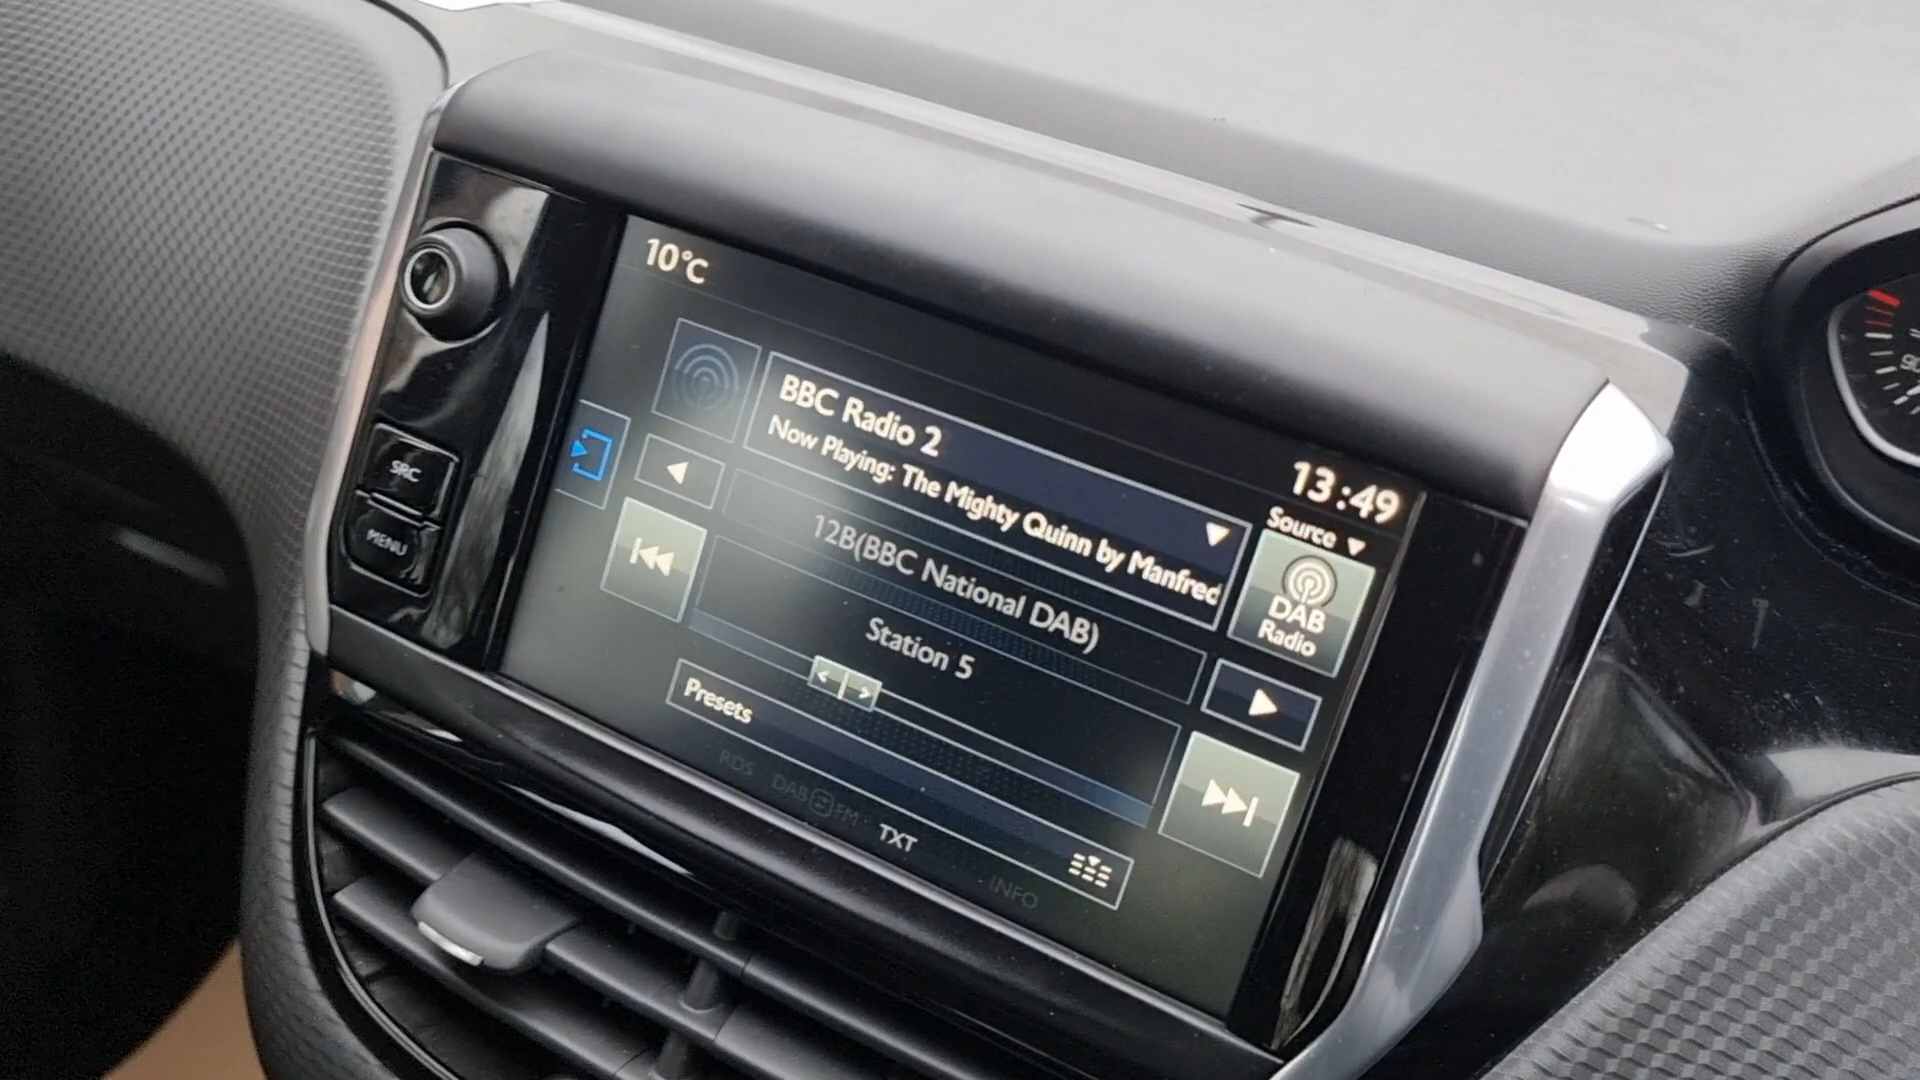 10°C
13:49
BBC Radio 2
Now Playing: The Mighty Quinn by Manfred
Source
DAB
Radio
12B(BBC National DAB)
Station 5
Presets
RDS
DAB FM
TXT
INFO
SRC
MENU
90